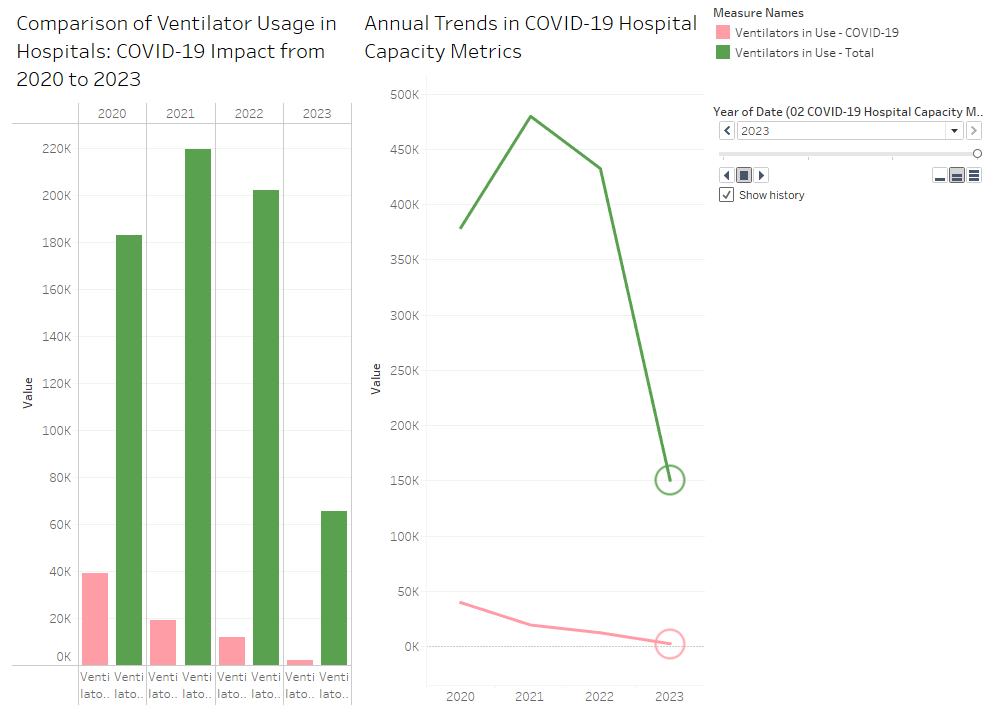 Comparison of Ventilator Usage in
Hospitals: COVID-19 Impact from
2020 to 2023
2020 2021 2022 2023
220K
200K
180K
160K
140K
120K
100K
80K
60K
40K
20K
0K
Value
Venti Venti Venti Venti Venti Venti Venti Venti
lato.. lato.. lato.. lato.. lato.. lato.. lato.. lato..
Annual Trends in COVID-19 Hospital
Capacity Metrics
500K
450K
400K
350K
300K
250K
200K
150K
100K
50K
0K
Value
2020 2021 2022 2023
Measure Names
Ventilators in Use - COVID-19
Ventilators in Use - Total
Year of Date (02 COVID-19 Hospital Capacity M..
2023
Show history